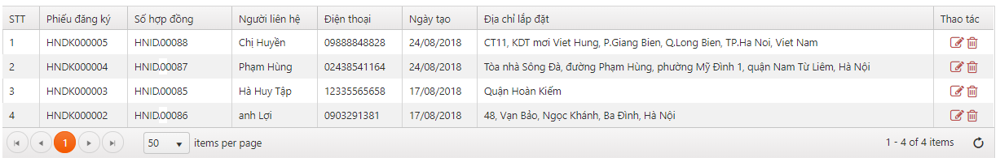 STT Phiếu đăng ký Số hợp đồng Người liên hệ Điện thoại Ngày tạo Địa chỉ lắp đặt Thao tác
1 HNDK000005 HNID.00088 Chị Huyền 09888848828 24/08/2018 CT11, KDT mơi Viet Hung, P.Giang Bien, Q.Long Bien, TP.Ha Noi, Viet Nam
2 HNDK000004 HNID.00087 Phạm Hùng 02438541164 24/08/2018 Tòa nhà Sông Đà, đường Phạm Hùng, phường Mỹ Đình 1, quận Nam Từ Liêm, Hà Nội
3 HNDK000003 HNID.00085 Hà Huy Tập 12335565658 17/08/2018 Quận Hoàn Kiếm
4 HNDK000002 HNID.00086 anh Lợi 0903291381 17/08/2018 48, Vạn Bảo, Ngọc Khánh, Ba Đình, Hà Nội
1 50 items per page 1 - 4 of 4 items